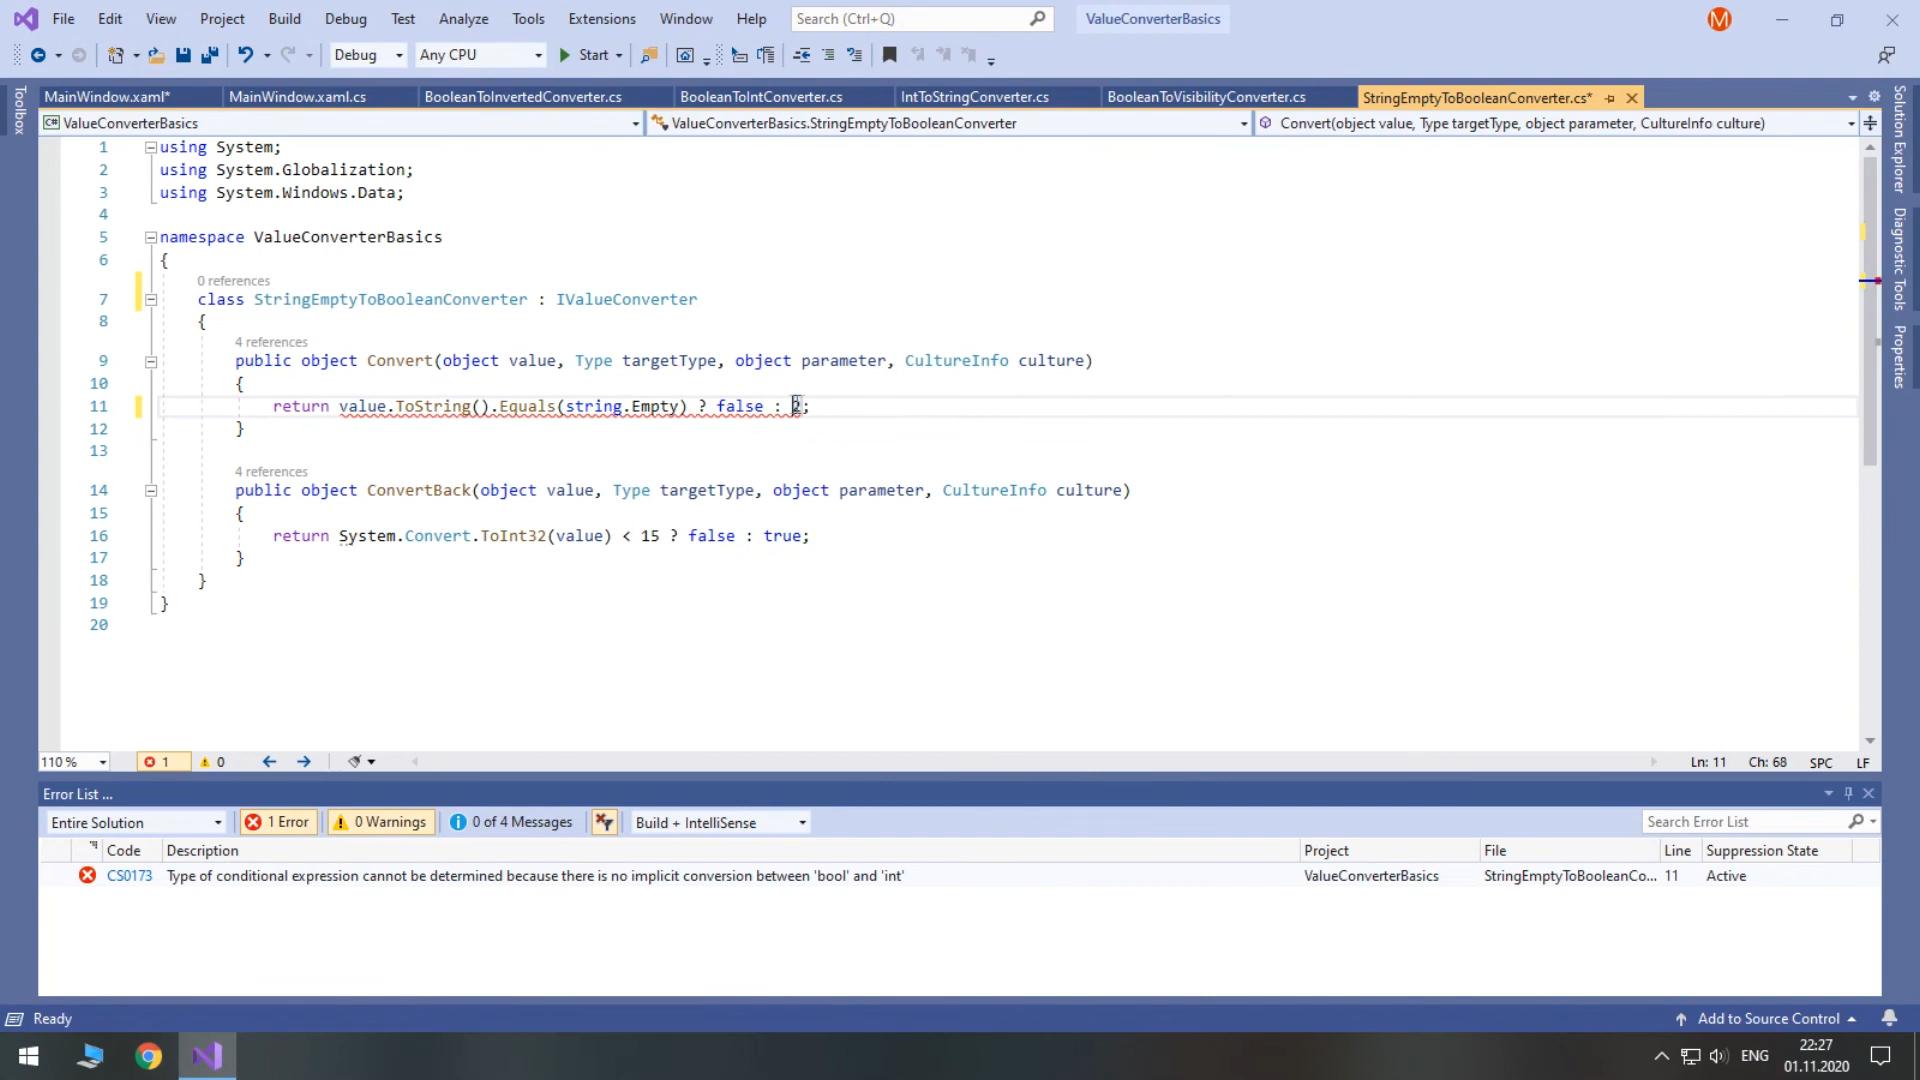 File Edit View Project Build Debug Test Analyze Tools Extensions Window Help Search (Ctrl+Q) ValueConverterBasics M
Debug Any CPU Start
MainWindow.xaml* MainWindow.xaml.cs BooleanToInvertedConverter.cs BooleanToIntConverter.cs IntToStringConverter.cs BooleanToVisibilityConverter.cs StringEmptyToBooleanConverter.cs*
C# ValueConverterBasics ValueConverterBasics.StringEmptyToBooleanConverter Convert(object value, Type targetType, object parameter, CultureInfo culture)
Toolbox
Solution Explorer
Diagnostic Tools
Properties
1 using System;
2 using System.Globalization;
3 using System.Windows.Data;
4
5 namespace ValueConverterBasics
6 {
0 references
7 class StringEmptyToBooleanConverter : IValueConverter
8 {
4 references
9 public object Convert(object value, Type targetType, object parameter, CultureInfo culture)
10 {
11 return value.ToString().Equals(string.Empty) ? false : 2;
12 }
13
4 references
14 public object ConvertBack(object value, Type targetType, object parameter, CultureInfo culture)
15 {
16 return System.Convert.ToInt32(value) < 15 ? false : true;
17 }
18 }
19 }
20
110 % 1 0 Ln: 11 Ch: 68 SPC LF
Error List ...
Entire Solution 1 Error 0 Warnings 0 of 4 Messages Build + IntelliSense Search Error List
Code Description Project File Line Suppression State
CS0173 Type of conditional expression cannot be determined because there is no implicit conversion between 'bool' and 'int' ValueConverterBasics StringEmptyToBooleanCo... 11 Active
Ready Add to Source Control
ENG 22:27
01.11.2020